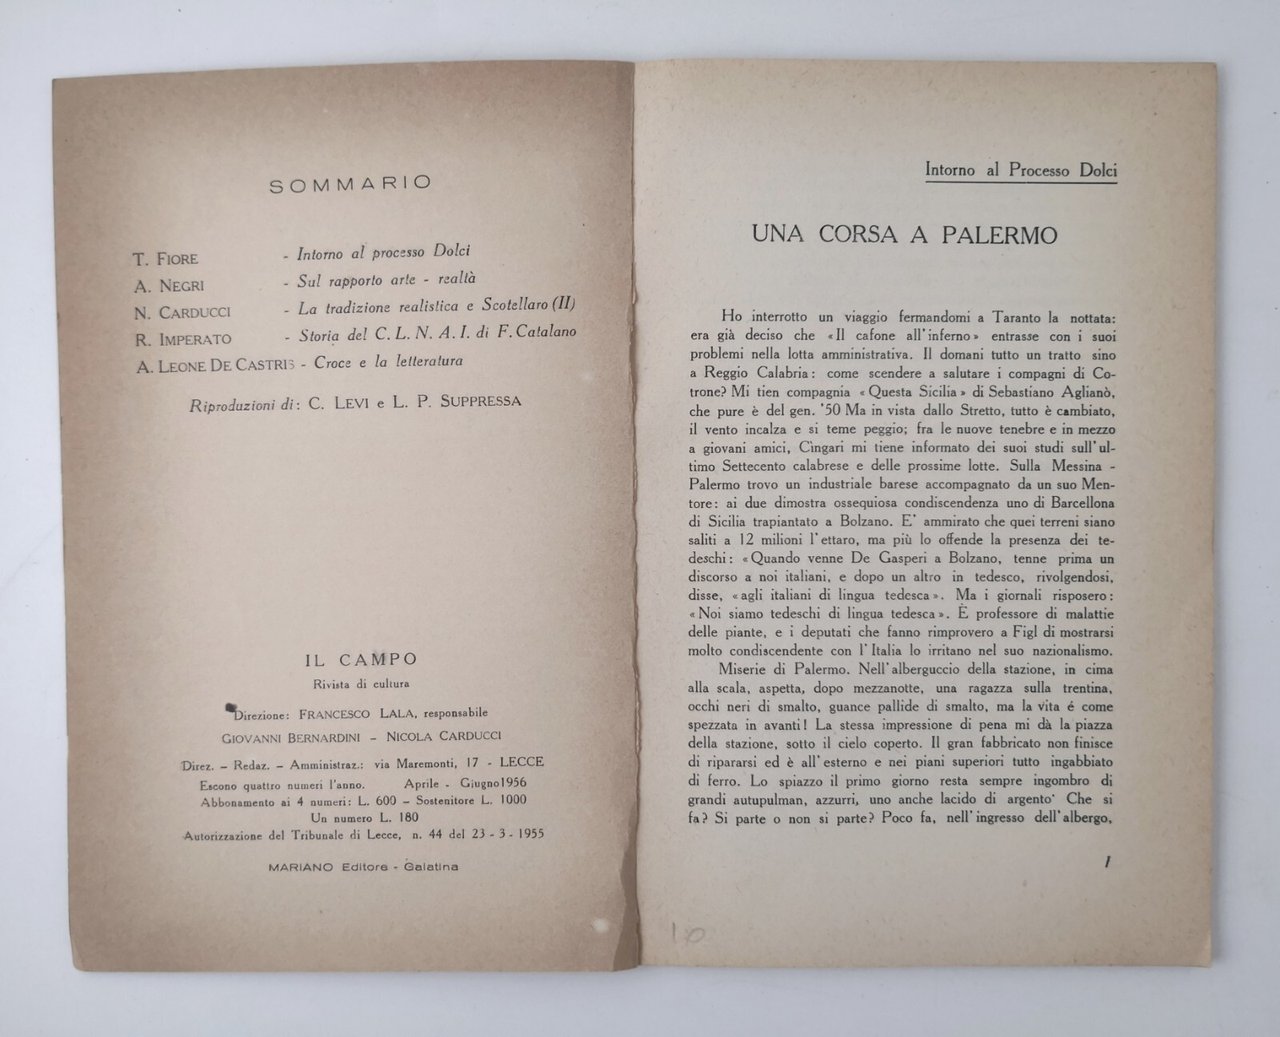 SOMMARIO
T. FIORE - Intorno al processo Dolci
A. NEGRI - Sul rapporto arte - realtà
N. CARDUCCI - La tradizione realistica e Scotellaro (II)
R. IMPERATO - Storia del C. L. N. A. I. di F. Catalano
A. LEONE DE CASTRIS - Croce e la letteratura
Riproduzioni di: C. LEVI e L. P. SUPPRESSA
IL CAMPO
Rivista di cultura
Direzione: FRANCESCO LALA, responsabile
GIOVANNI BERNARDINI - NICOLA CARDUCCI
Direz. - Redaz. - Amministraz.: via Maremonti, 17 - LECCE
Escono quattro numeri l'anno. Aprile - Giugno 1956
Abbonamento ai 4 numeri: L. 600 - Sostenitore L. 1000
Un numero L. 180
Autorizzazione del Tribunale di Lecce, n. 44 del 23 - 3 - 1955
MARIANO Editore - Galatina
Intorno al Processo Dolci
UNA CORSA A PALERMO
Ho interrotto un viaggio fermandomi a Taranto la nottata:
era già deciso che «Il cafone all'inferno» entrasse con i suoi
problemi nella lotta amministrativa. Il domani tutto un tratto sino
a Reggio Calabria: come scendere a salutare i compagni di Co-
trone? Mi tien compagnia «Questa Sicilia» di Sebastiano Aglianò,
che pure è del gen. '50 Ma in vista dallo Stretto, tutto è cambiato,
il vento incalza e si teme peggio; fra le nuove tenebre e in mezzo
a giovani amici, Cingari mi tiene informato dei suoi studi sull'ul-
timo Settecento calabrese e delle prossime lotte. Sulla Messina -
Palermo trovo un industriale barese accompagnato da un suo Men-
tore: ai due dimostra ossequiosa condiscendenza uno di Barcellona
di Sicilia trapiantato a Bolzano. E' ammirato che quei terreni siano
saliti a 12 milioni l'ettaro, ma più lo offende la presenza dei te-
deschi: «Quando venne De Gasperi a Bolzano, tenne prima un
discorso a noi italiani, e dopo un altro in tedesco, rivolgendosi,
disse, «agli italiani di lingua tedesca». Ma i giornali risposero:
«Noi siamo tedeschi di lingua tedesca». È professore di malattie
delle piante, e i deputati che fanno rimprovero a Figl di mostrarsi
molto condiscendente con l'Italia lo irritano nel suo nazionalismo.
Miserie di Palermo. Nell'alberguccio della stazione, in cima
alla scala, aspetta, dopo mezzanotte, una ragazza sulla trentina,
occhi neri di smalto, guance pallide di smalto, ma la vita é come
spezzata in avanti! La stessa impressione di pena mi dà la piazza
della stazione, sotto il cielo coperto. Il gran fabbricato non finisce
di ripararsi ed è all'esterno e nei piani superiori tutto ingabbiato
di ferro. Lo spiazzo il primo giorno resta sempre ingombro di
grandi autupulman, azzurri, uno anche lacido di argento· Che si
fa? Si parte o non si parte? Poco fa, nell'ingresso dell'albergo,
1
10